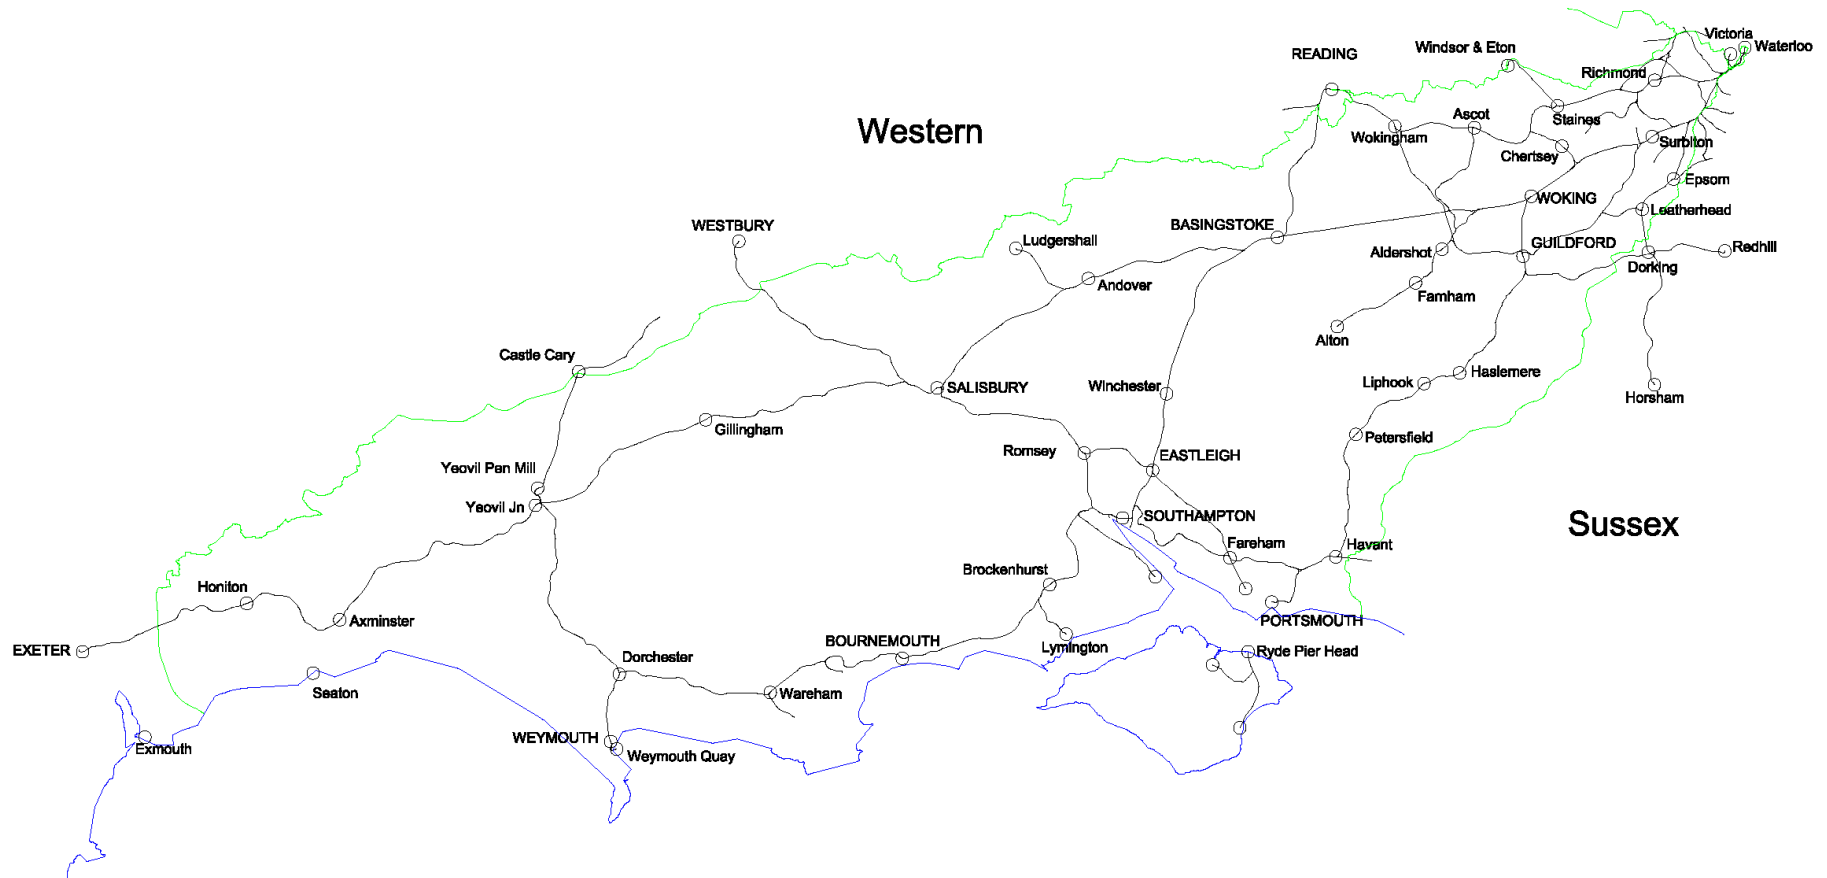 Victoria
Waterloo
Windsor & Eton
READING
Richmond
Ascot
Staines
Western
Wokingham
Surbiton
Chertsey
Epsom
WOKING
Leatherhead
WESTBURY
BASINGSTOKE
Ludgershall
GUILDFORD
Redhill
Aldershot
Dorking
Andover
Farnham
Alton
Castle Cary
Haslemere
Liphook
Winchester
SALISBURY
Horsham
Gillingham
Petersfield
Romsey
EASTLEIGH
Yeovil Pen Mill
Yeovil Jn
SOUTHAMPTON
Sussex
Fareham
Havant
Brockenhurst
Honiton
Axminster
PORTSMOUTH
BOURNEMOUTH
Lymington
EXETER
Ryde Pier Head
Dorchester
Seaton
Wareham
WEYMOUTH
Exmouth
Weymouth Quay